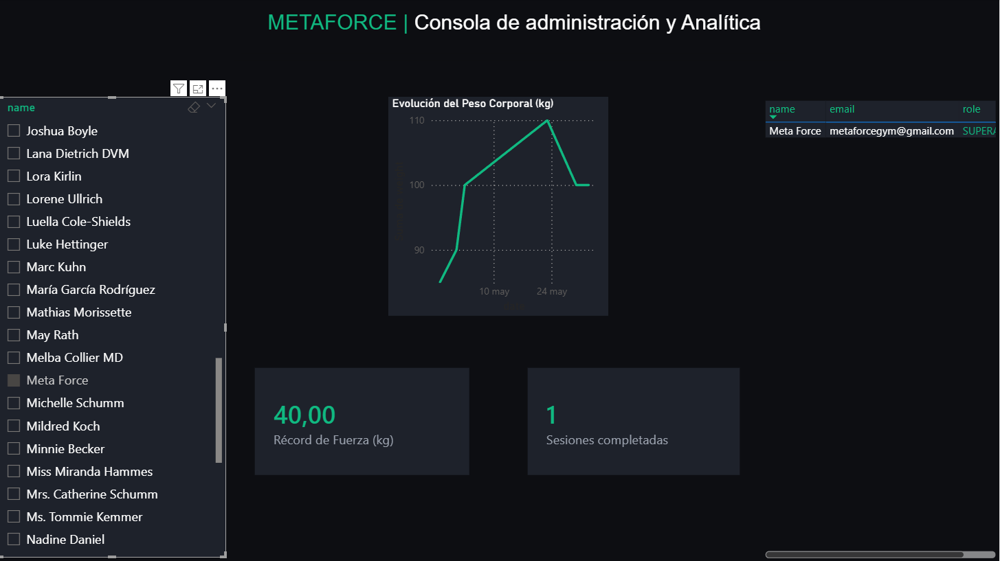 METAFORCE | Consola de administración y Analítica
name
Joshua Boyle
Lana Dietrich DVM
Lora Kirlin
Lorene Ullrich
Luella Cole-Shields
Luke Hettinger
Marc Kuhn
María García Rodríguez
Mathias Morissette
May Rath
Melba Collier MD
Meta Force
Michelle Schumm
Mildred Koch
Minnie Becker
Miss Miranda Hammes
Mrs. Catherine Schumm
Ms. Tommie Kemmer
Nadine Daniel
Evolución del Peso Corporal (kg)
110
100
90
10 may
24 may
40,00
Récord de Fuerza (kg)
1
Sesiones completadas
name email role
Meta Force metaforcegym@gmail.com